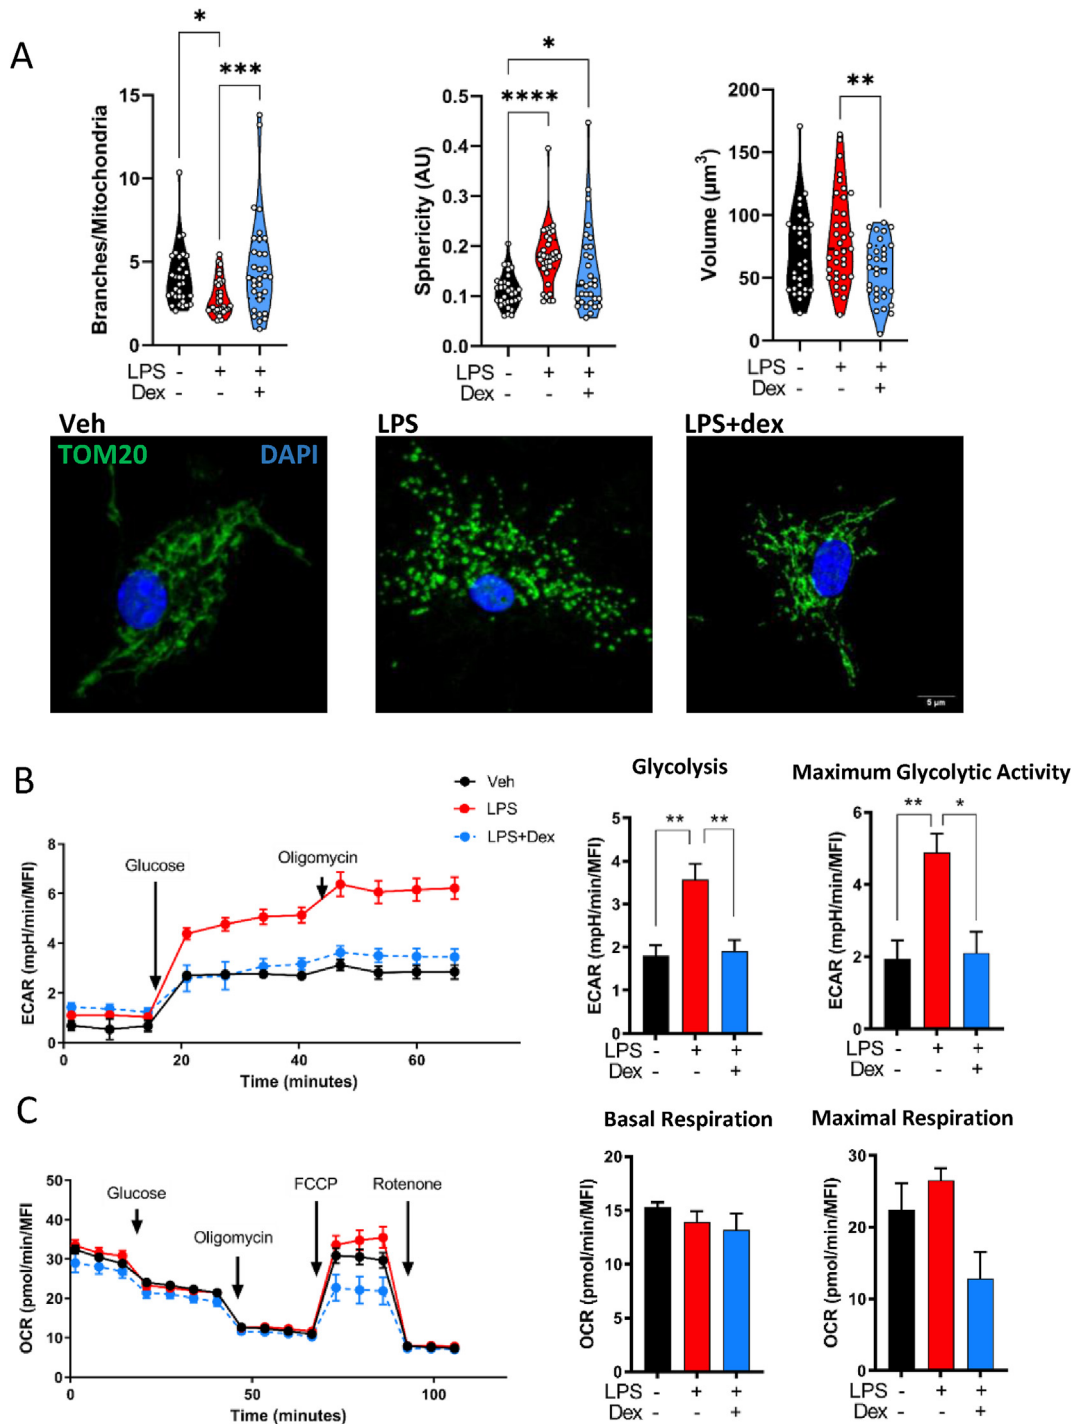 A
*
***
*
****
**
Branches/Mitochondria
15
10
5
0
LPS - + +
Dex - - +
Sphericity (AU)
0.5
0.4
0.3
0.2
0.1
0.0
LPS - + +
Dex - - +
Volume (µm³)
200
150
100
50
0
LPS - + +
Dex - - +
Veh
LPS
LPS+dex
TOM20
DAPI
5 µm
B
Veh
LPS
LPS+Dex
Glucose
Oligomycin
ECAR (mpH/min/MFI)
8
6
4
2
0
0 20 40 60
Time (minutes)
Glycolysis
** **
ECAR (mpH/min/MFI)
5
4
3
2
1
0
LPS - + +
Dex - - +
Maximum Glycolytic Activity
** *
ECAR (mpH/min/MFI)
6
4
2
0
LPS - + +
Dex - - +
C
Glucose
Oligomycin
FCCP
Rotenone
OCR (pmol/min/MFI)
50
40
30
20
10
0
0 50 100
Time (minutes)
Basal Respiration
OCR (pmol/min/MFI)
20
15
10
5
0
LPS - + +
Dex - - +
Maximal Respiration
OCR (pmol/min/MFI)
30
20
10
0
LPS - + +
Dex - - +